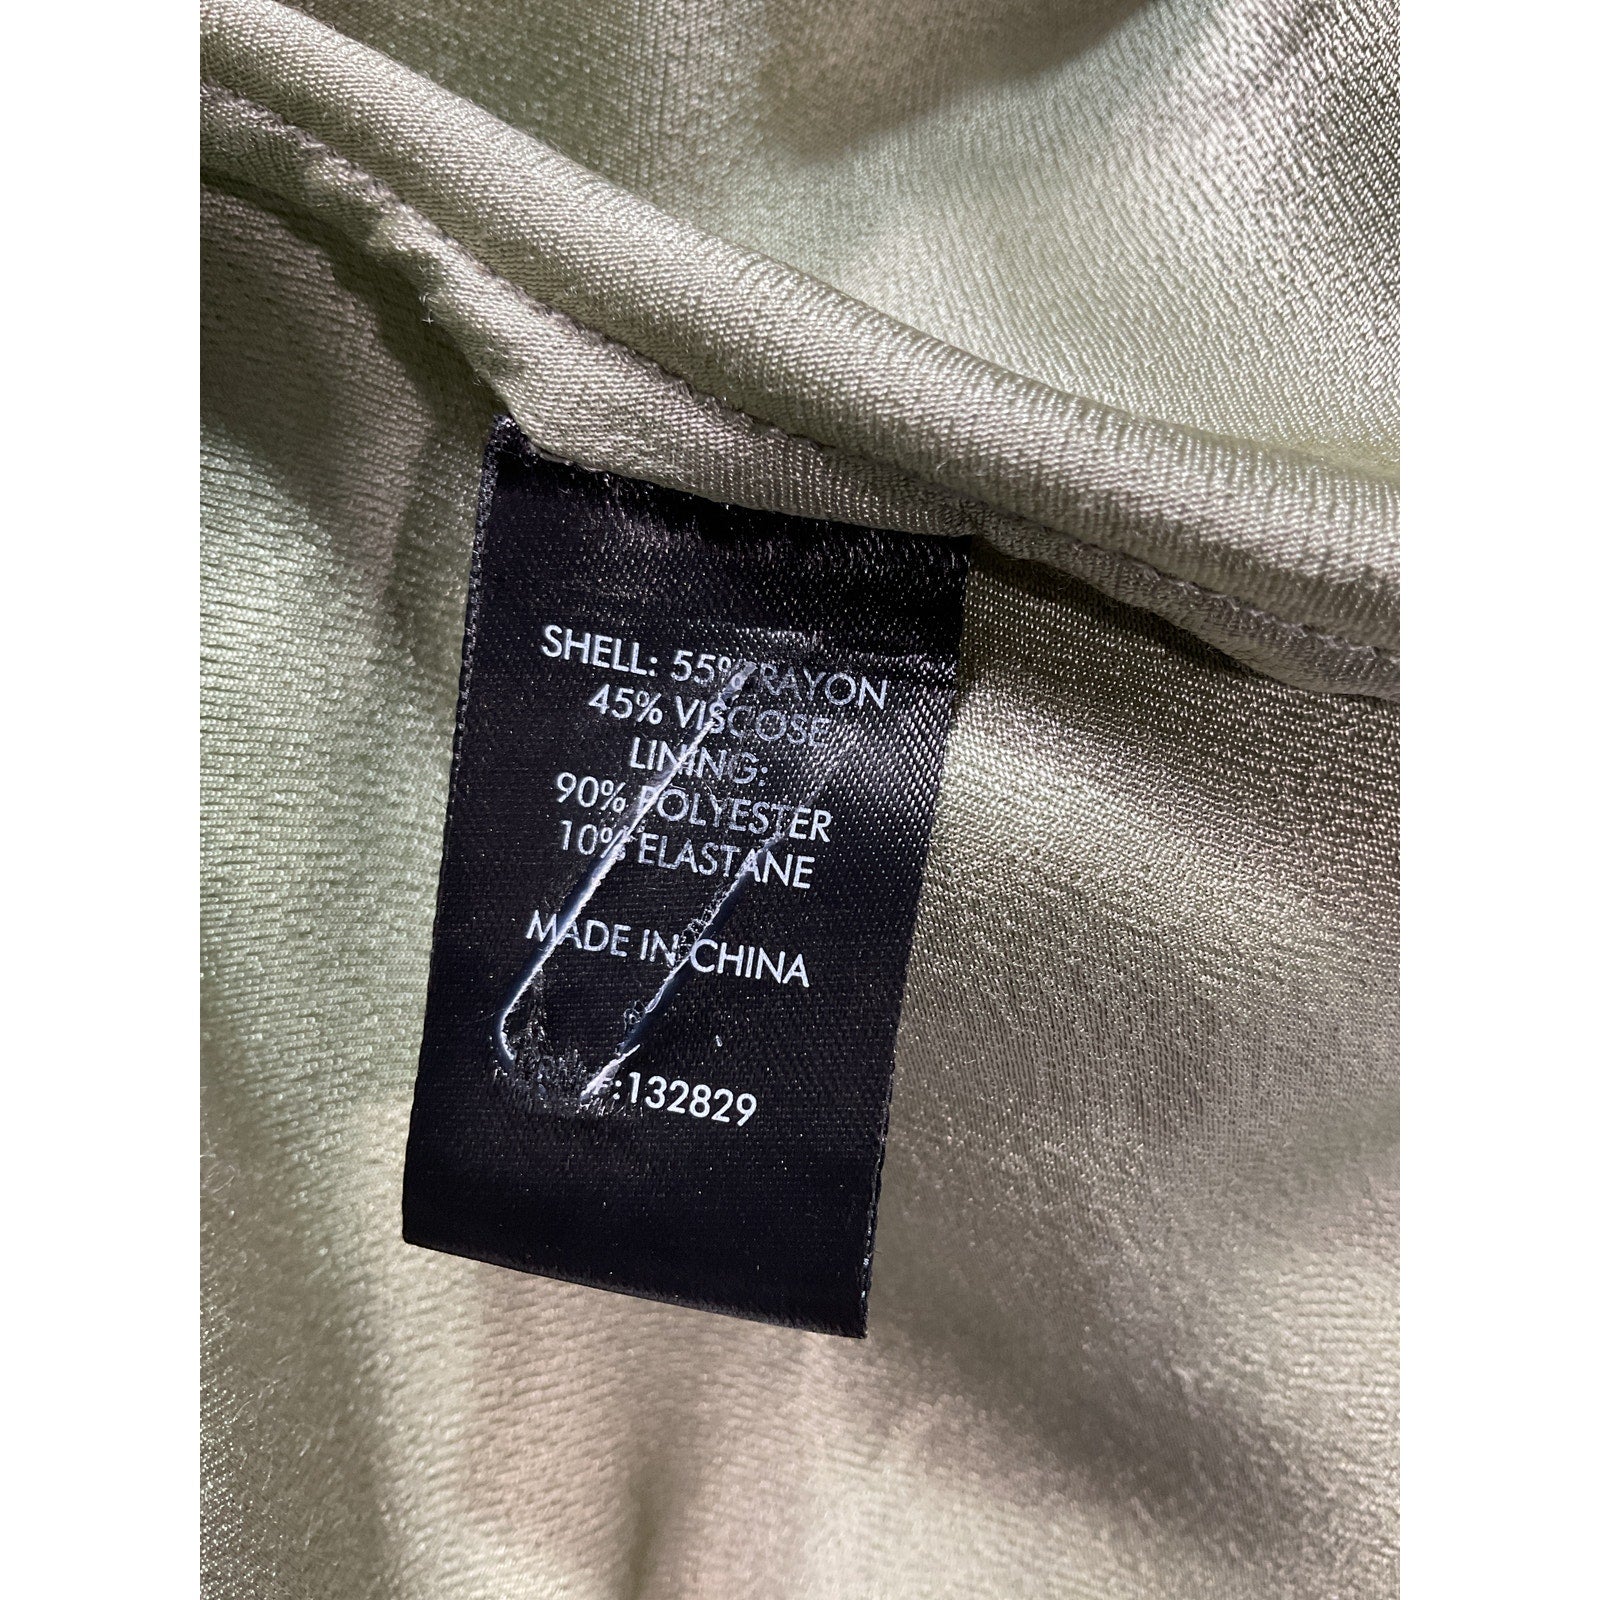 SHELL: 55% RAYON
45% VISCOSE
LINING:
90% POLYESTER
10% ELASTANE
MADE IN CHINA
:132829